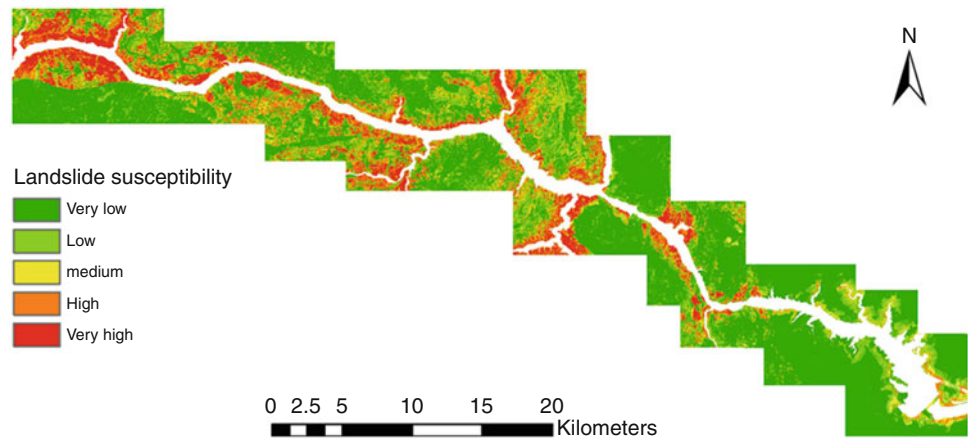 N
Landslide susceptibility
Very low
Low
medium
High
Very high
0 2.5 5 10 15 20
Kilometers